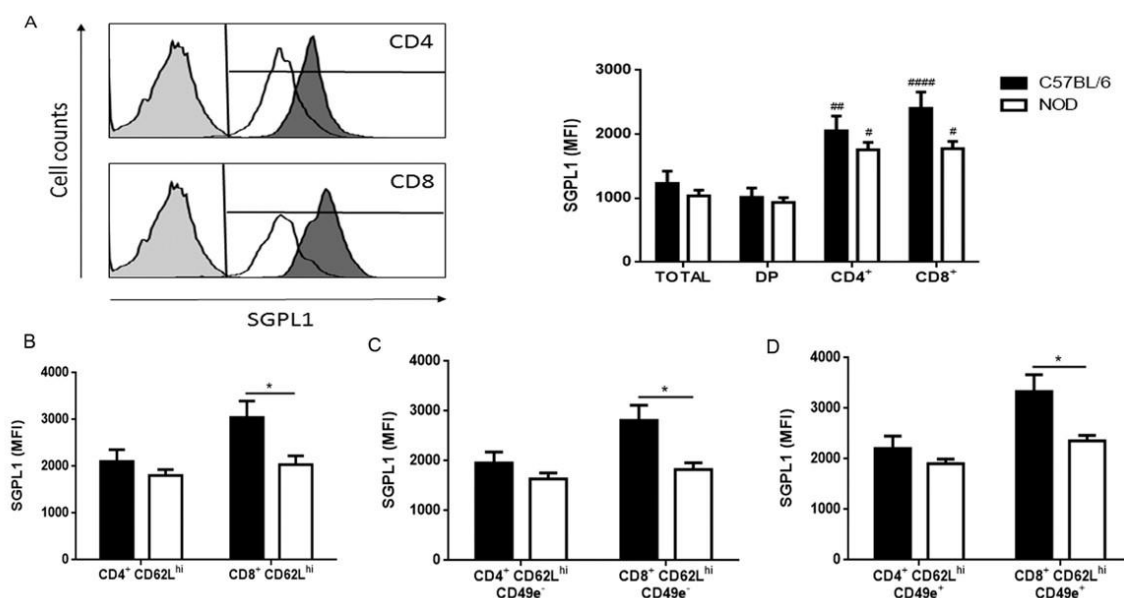 A
Cell counts
CD4
CD8
SGPL1
SGPL1 (MFI)
3000
2000
1000
0
##
#
####
#
TOTAL
DP
CD4⁺
CD8⁺
C57BL/6
NOD
B
SGPL1 (MFI)
4000
3000
2000
1000
0
*
CD4⁺ CD62Lʰⁱ
CD8⁺ CD62Lʰⁱ
C
SGPL1 (MFI)
4000
3000
2000
1000
0
*
CD4⁺ CD62Lʰⁱ
CD49e⁻
CD8⁺ CD62Lʰⁱ
CD49e⁻
D
SGPL1 (MFI)
4000
3000
2000
1000
0
*
CD4⁺ CD62Lʰⁱ
CD49e⁺
CD8⁺ CD62Lʰⁱ
CD49e⁺